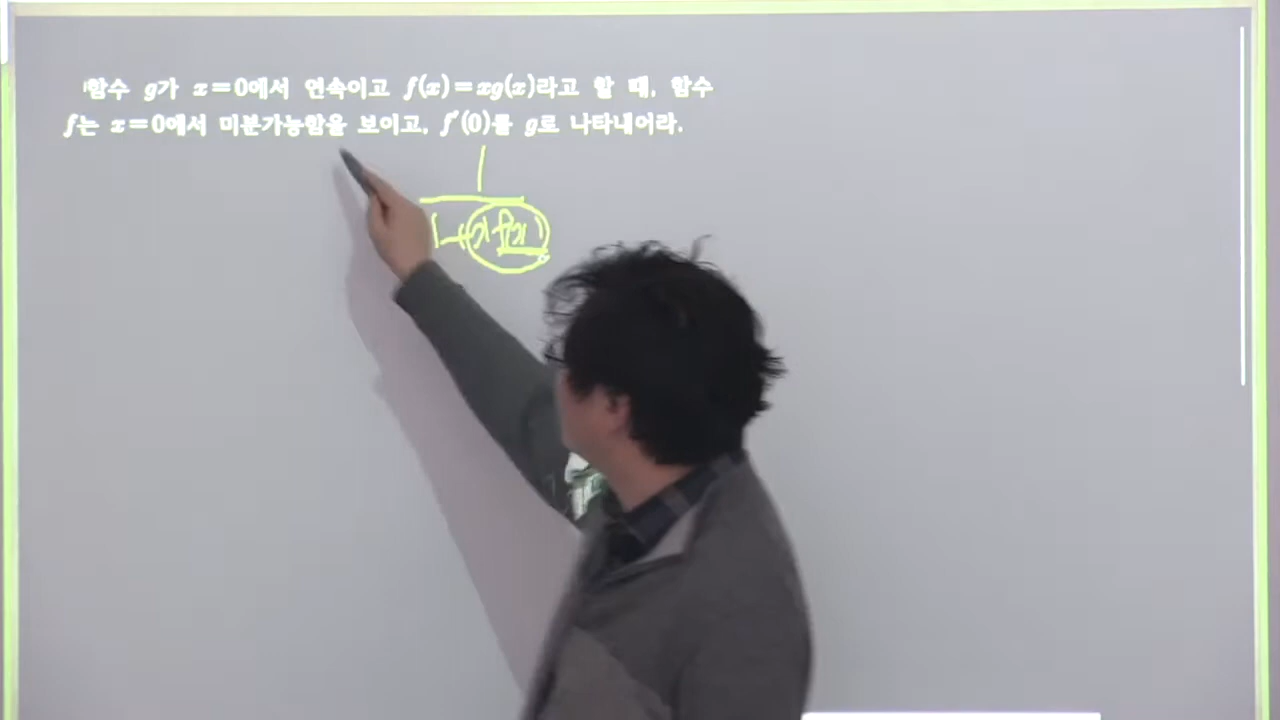 함수 g가 x=0에서 연속이고 f(x)=xg(x)라고 할 때, 함수
f는 x=0에서 미분가능함을 보이고, f'(0)를 g로 나타내어라.